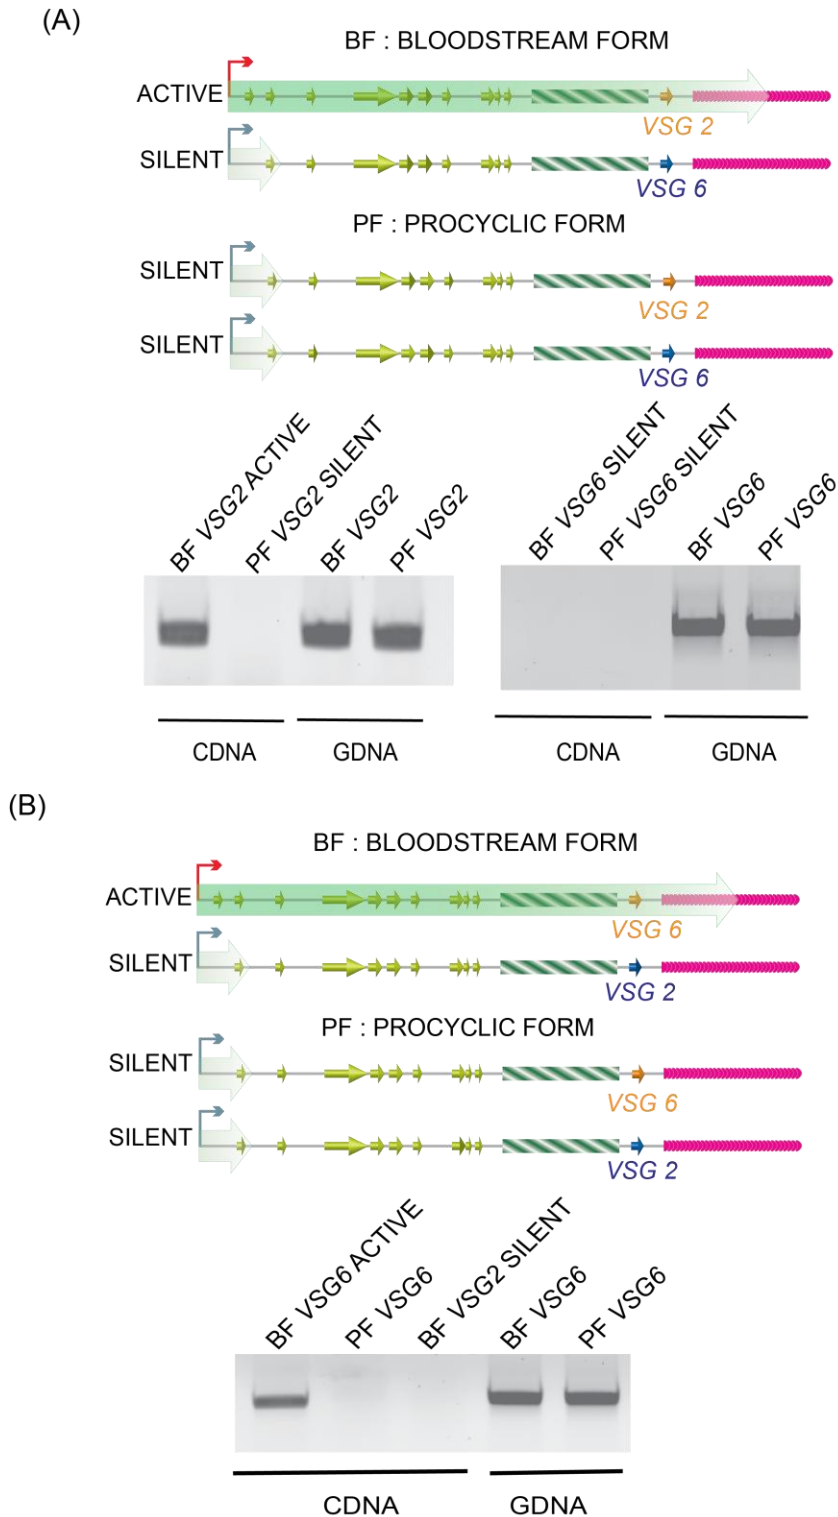 (A)
BF : BLOODSTREAM FORM
ACTIVE
VSG 2
SILENT
VSG 6
PF : PROCYCLIC FORM
SILENT
VSG 2
SILENT
VSG 6
BF VSG2 ACTIVE
PF VSG2 SILENT
BF VSG2
PF VSG2
BF VSG6 SILENT
PF VSG6 SILENT
BF VSG6
PF VSG6
CDNA
GDNA
CDNA
GDNA
(B)
BF : BLOODSTREAM FORM
ACTIVE
VSG 6
SILENT
VSG 2
PF : PROCYCLIC FORM
SILENT
VSG 6
SILENT
VSG 2
BF VSG6 ACTIVE
PF VSG6
BF VSG2 SILENT
BF VSG6
PF VSG6
CDNA
GDNA